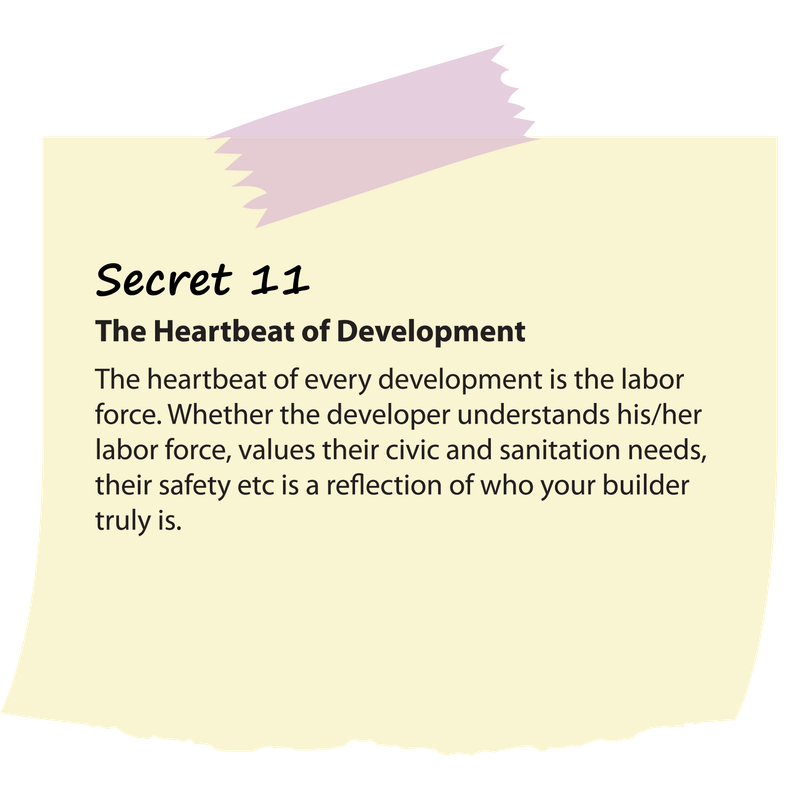 Secret 11
The Heartbeat of Development
The heartbeat of every development is the labor
force. Whether the developer understands his/her
labor force, values their civic and sanitation needs,
their safety etc is a reflection of who your builder
truly is.